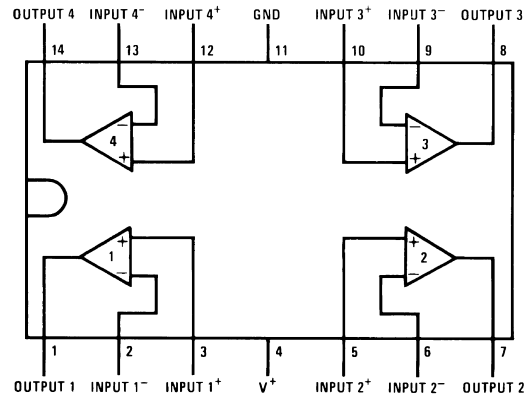 OUTPUT 4 INPUT 4⁻ INPUT 4⁺ GND INPUT 3⁺ INPUT 3⁻ OUTPUT 3
14 13 12 11 10 9 8
− −
4 3
+ +
+ +
1 2
− −
1 2 3 4 5 6 7
OUTPUT 1 INPUT 1⁻ INPUT 1⁺ V⁺ INPUT 2⁺ INPUT 2⁻ OUTPUT 2